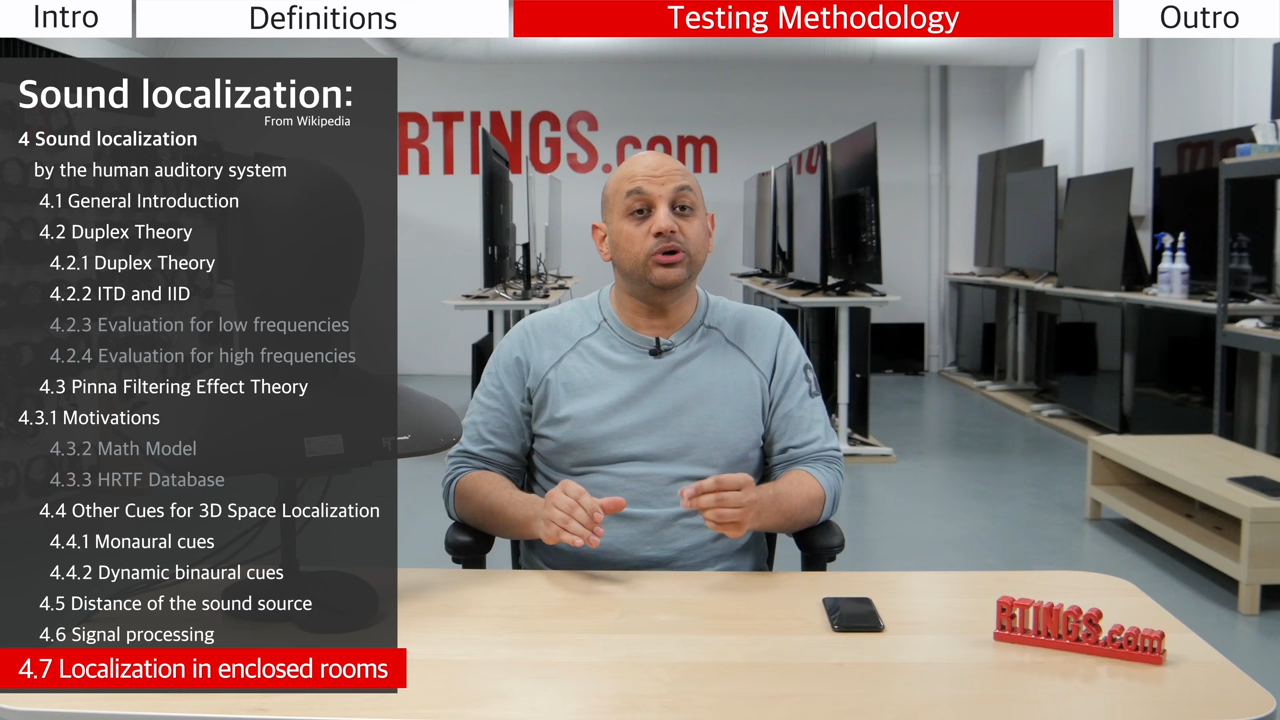 Intro
Definitions
Testing Methodology
Outro
Sound localization:
From Wikipedia
4 Sound localization
by the human auditory system
4.1 General Introduction
4.2 Duplex Theory
4.2.1 Duplex Theory
4.2.2 ITD and IID
4.2.3 Evaluation for low frequencies
4.2.4 Evaluation for high frequencies
4.3 Pinna Filtering Effect Theory
4.3.1 Motivations
4.3.2 Math Model
4.3.3 HRTF Database
4.4 Other Cues for 3D Space Localization
4.4.1 Monaural cues
4.4.2 Dynamic binaural cues
4.5 Distance of the sound source
4.6 Signal processing
4.7 Localization in enclosed rooms
RTINGS.com
RTINGS.com